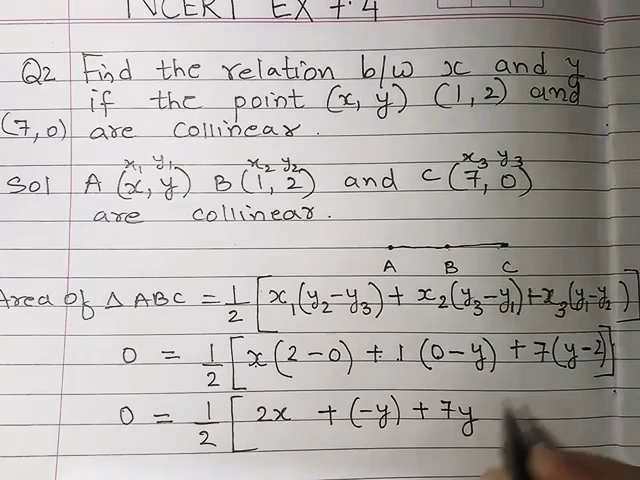 NCERT EX 7.4
Q2 Find the relation b/w x and y
if the point (x, y) (1, 2) and
(7, 0) are collinear.
x₁ y₁ x₂ y₂ x₃ y₃
Sol A (x, y) B (1, 2) and C (7, 0)
are collinear.
A B C
Area of Δ ABC = 1/2 [x₁(y₂-y₃) + x₂(y₃-y₁)+x₃(y₁-y₂)]
0 = 1/2 [x(2-0) + 1(0-y) + 7(y-2)]
0 = 1/2 [2x + (-y) + 7y